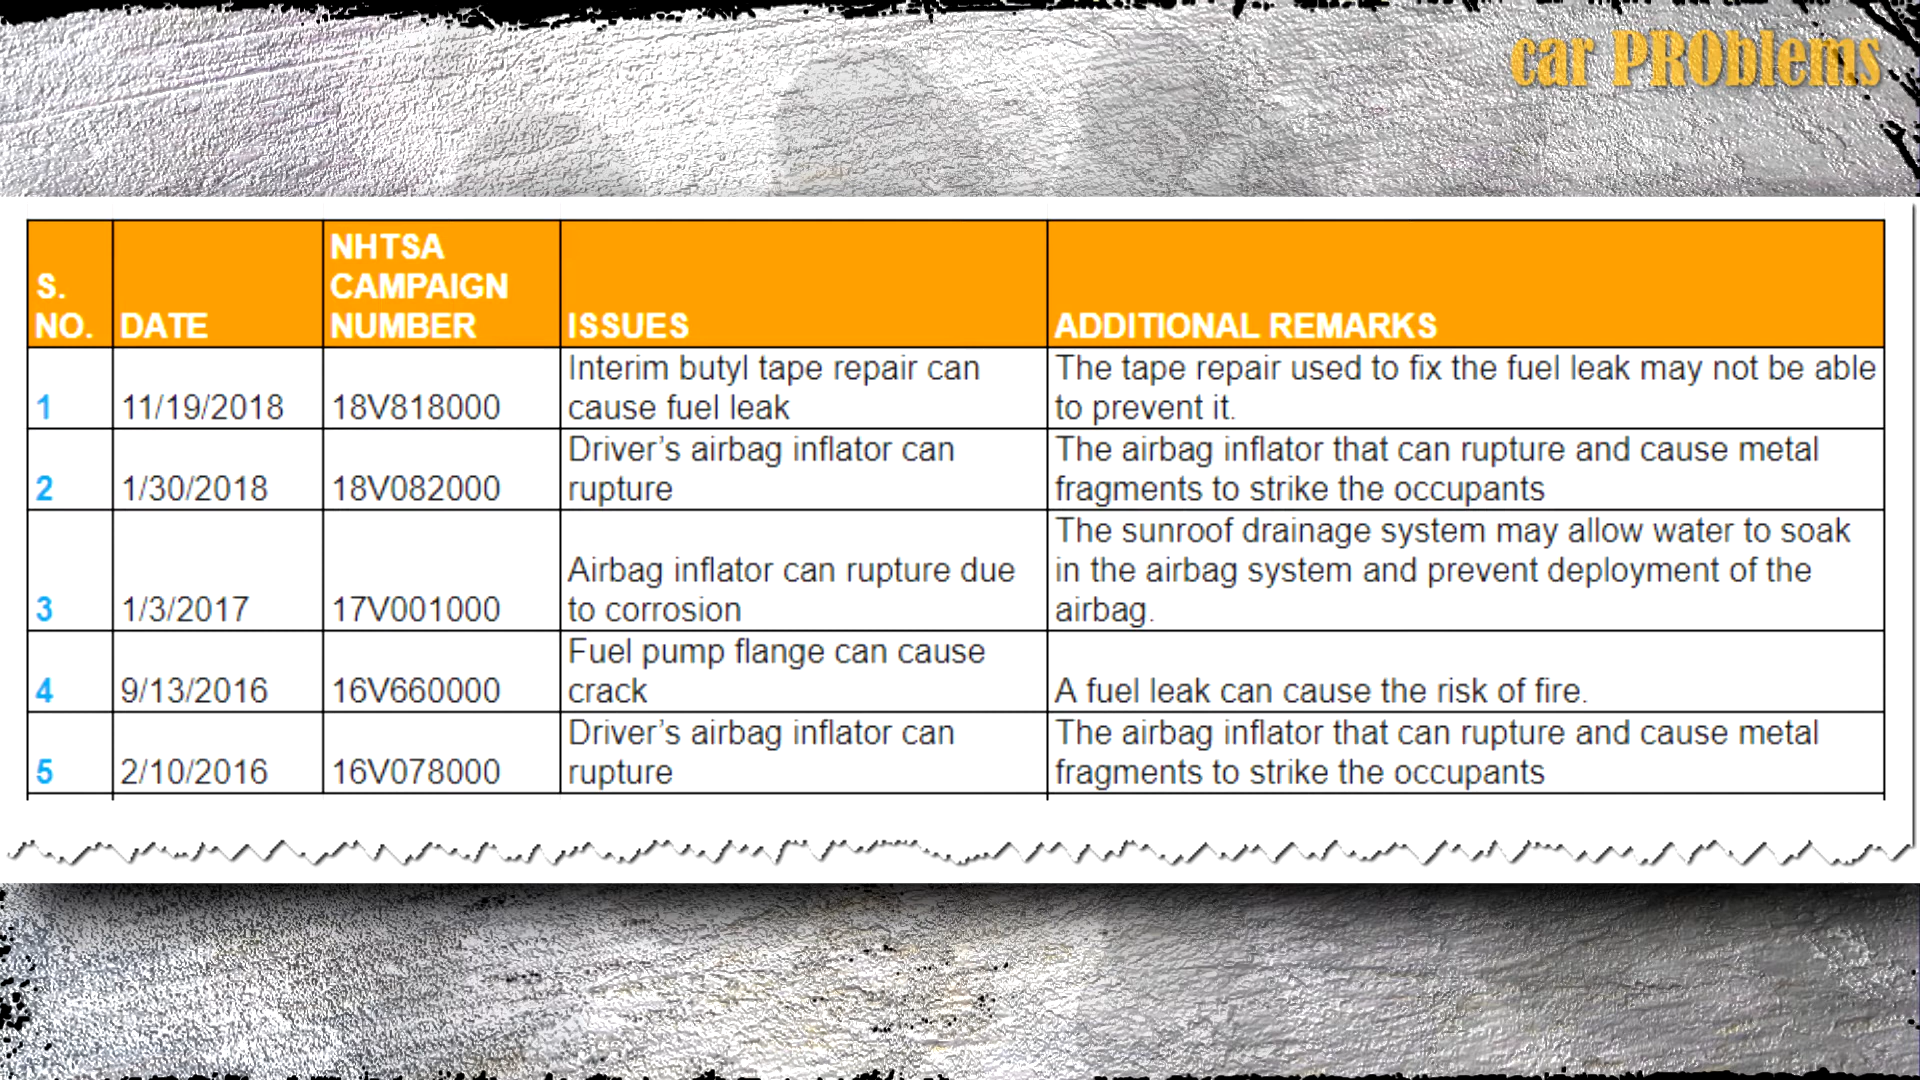 car PROblems
S. NO. DATE NHTSA CAMPAIGN NUMBER ISSUES ADDITIONAL REMARKS
1 11/19/2018 18V818000 Interim butyl tape repair can cause fuel leak The tape repair used to fix the fuel leak may not be able to prevent it.
2 1/30/2018 18V082000 Driver’s airbag inflator can rupture The airbag inflator that can rupture and cause metal fragments to strike the occupants
3 1/3/2017 17V001000 Airbag inflator can rupture due to corrosion The sunroof drainage system may allow water to soak in the airbag system and prevent deployment of the airbag.
4 9/13/2016 16V660000 Fuel pump flange can cause crack A fuel leak can cause the risk of fire.
5 2/10/2016 16V078000 Driver’s airbag inflator can rupture The airbag inflator that can rupture and cause metal fragments to strike the occupants